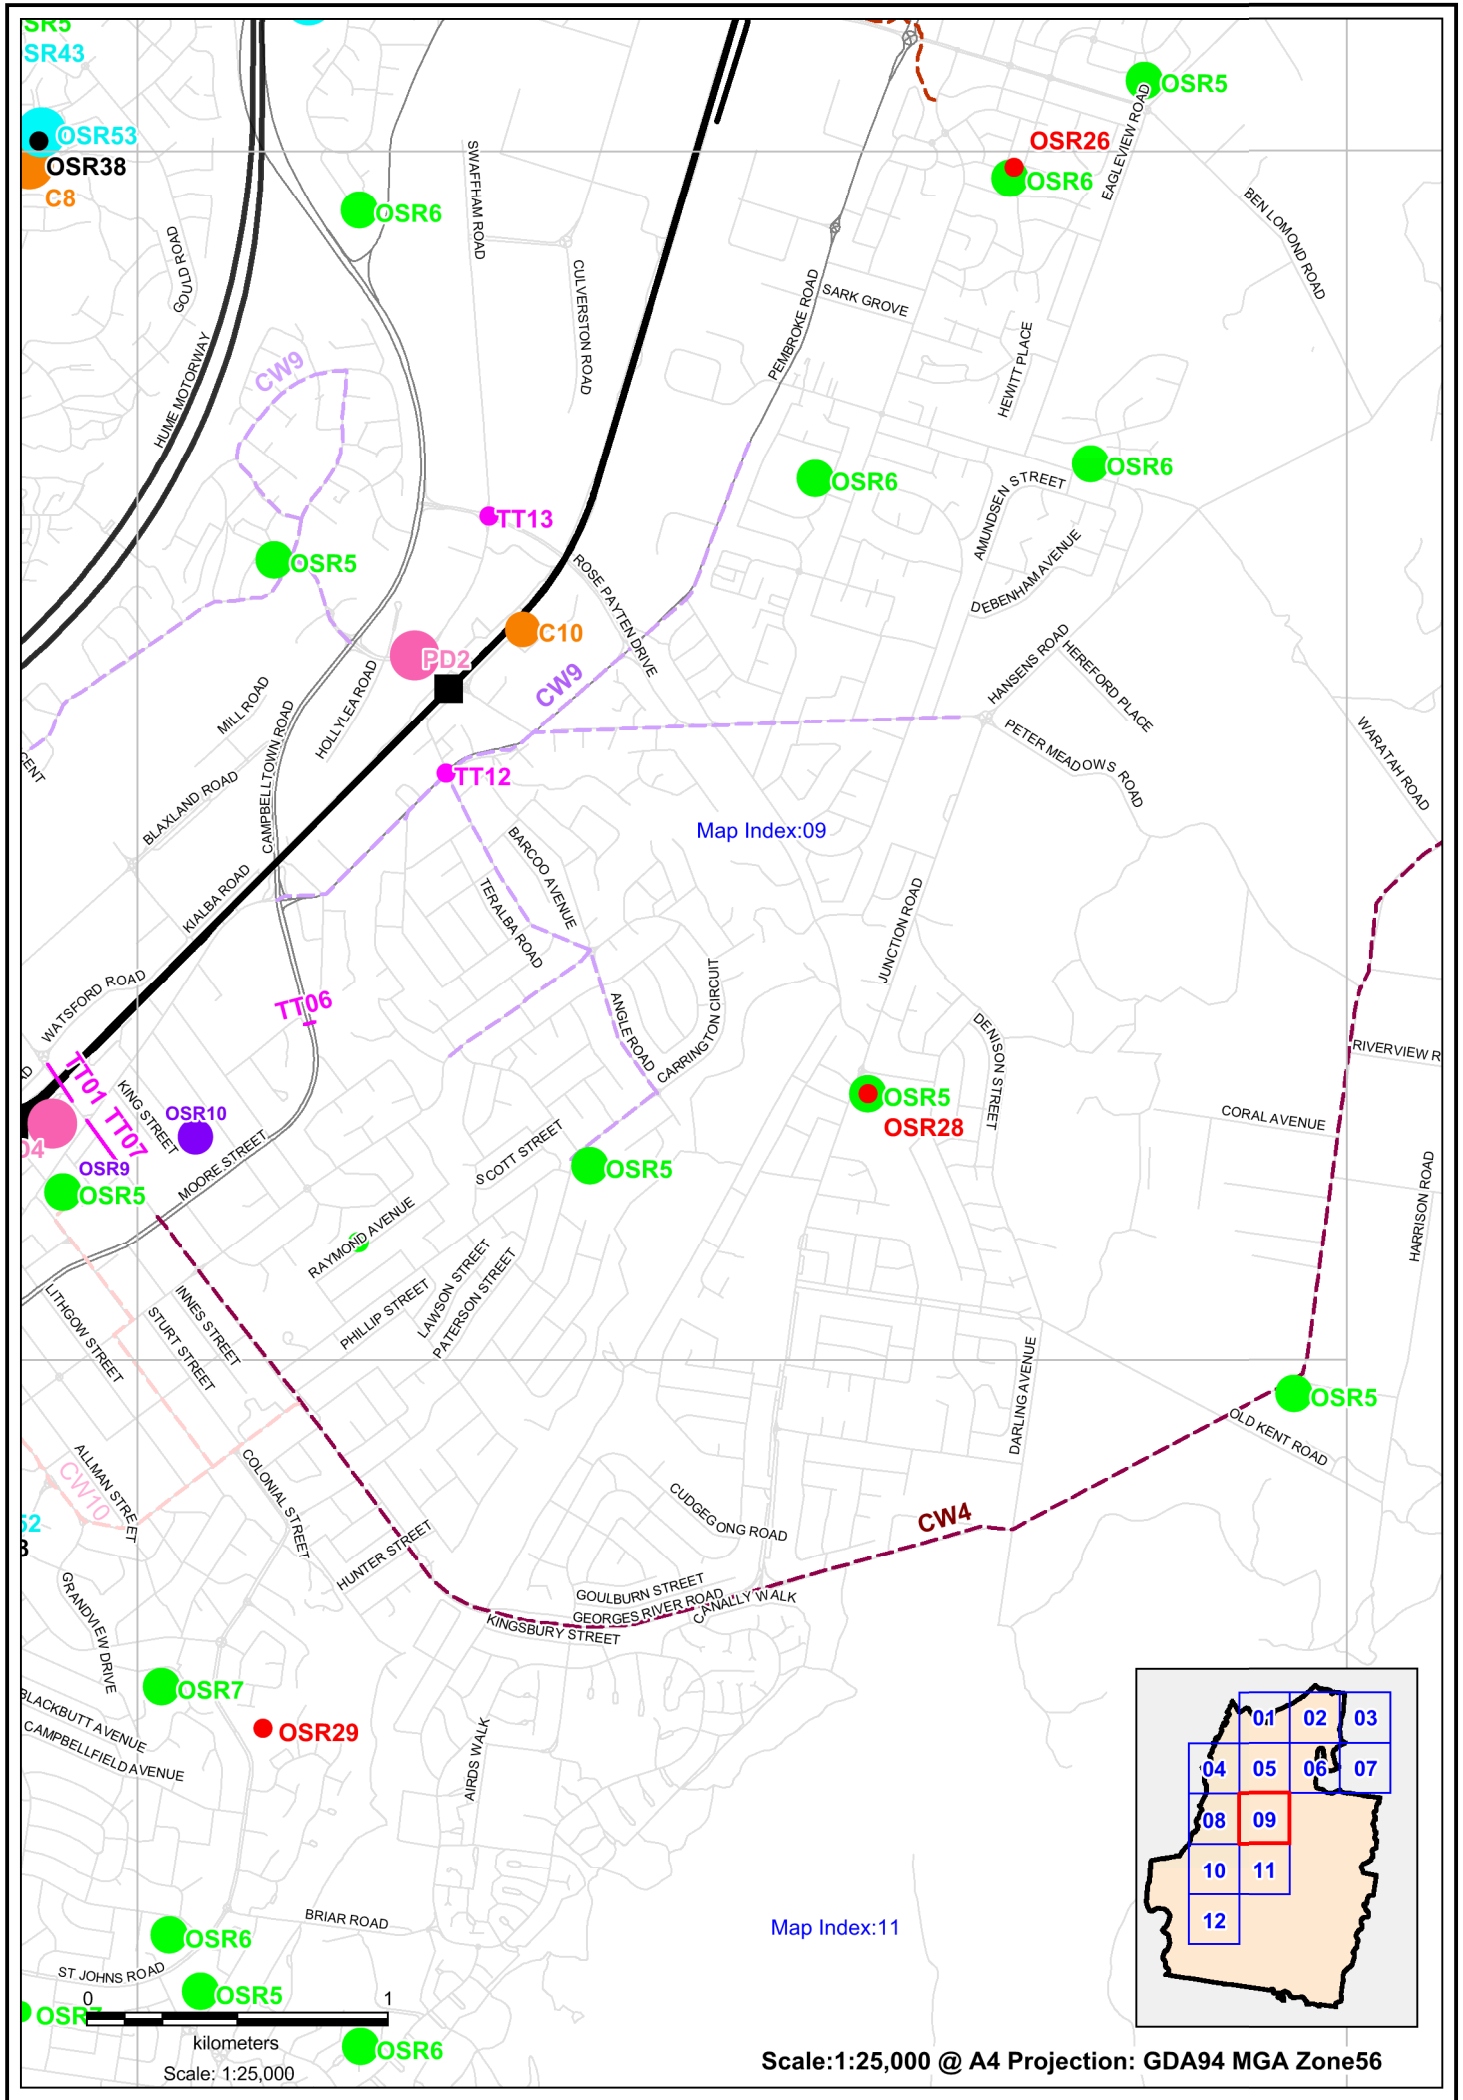 SR5
SR43
OSR5
OSR53
OSR38
C8
OSR26
OSR6
EAGLEVIEW ROAD
SWAFFHAM ROAD
OSR6
BEN LOMOND ROAD
GOULD ROAD
CULVERSTON ROAD
PEMBROKE ROAD
SARK GROVE
HEWITT PLACE
HUME MOTORWAY
CW9
OSR6
OSR6
AMUNDSEN STREET
TT13
DEBENHAM AVENUE
OSR5
ROSE PAYTEN DRIVE
C10
PD2
CW9
HANSENS ROAD
HEREFORD PLACE
MILL ROAD
HOLLYLEA ROAD
CAMPBELLTOWN ROAD
PETER MEADOWS ROAD
WARATAH ROAD
CENT
TT12
BLAXLAND ROAD
Map Index:09
BARCOO AVENUE
TERALBA ROAD
KIALBA ROAD
JUNCTION ROAD
WATSFORD ROAD
TT06
ANGLE ROAD
CARRINGTON CIRCUIT
DENISON STREET
RIVERVIEW R
AD
TT01 TT07
KING STREET
OSR10
OSR5
OSR28
CORAL AVENUE
04
OSR9
OSR5
MOORE STREET
SCOTT STREET
OSR5
HARRISON ROAD
RAYMOND AVENUE
LITHGOW STREET
INNES STREET
STURT STREET
PHILLIP STREET
LAWSON STREET
PATERSON STREET
DARLING AVENUE
OSR5
OLD KENT ROAD
ALLMAN STREET
CW10
COLONIAL STREET
CUDGEGONG ROAD
CW4
52
3
HUNTER STREET
GOULBURN STREET
GEORGES RIVER ROAD
CANALLY WALK
KINGSBURY STREET
GRANDVIEW DRIVE
OSR7
BLACKBUTT AVENUE
OSR29
CAMPBELLFIELD AVENUE
AIRDS WALK
01 02 03
04 05 06 07
08 09
10 11
12
BRIAR ROAD
Map Index:11
OSR6
ST JOHNS ROAD
OSR5
OSR7
0 1
kilometers
Scale: 1:25,000
OSR6
Scale:1:25,000 @ A4 Projection: GDA94 MGA Zone56